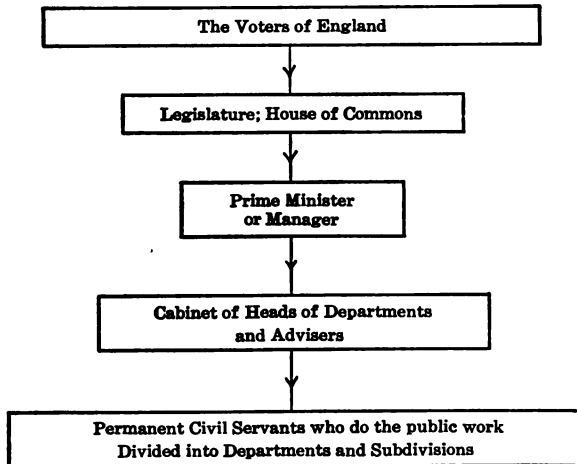 The Voters of England
Legislature; House of Commons
Prime Minister
or Manager
Cabinet of Heads of Departments
and Advisers
Permanent Civil Servants who do the public work
Divided into Departments and Subdivisions